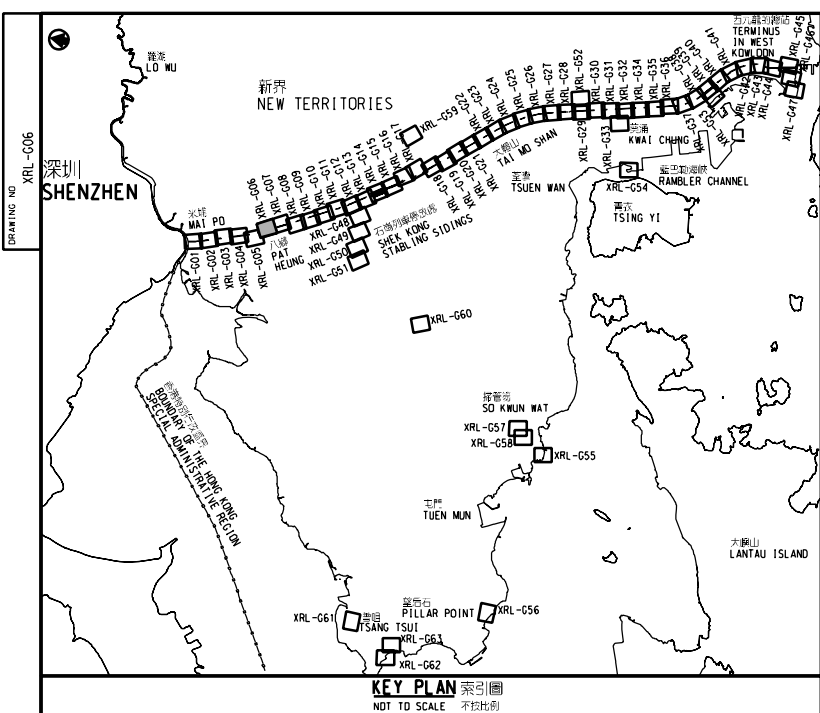 DRAWING NO XRL-G06
羅湖
LO WU
新界
NEW TERRITORIES
深圳
SHENZHEN
米埔
MAI PO
XRL-G01
XRL-G02
XRL-G03
XRL-G04
XRL-G05
XRL-G06
XRL-G07
XRL-G08
XRL-G09
XRL-G10
XRL-G11
XRL-G12
XRL-G13
XRL-G14
XRL-G15
XRL-G16
XRL-G17
XRL-G59
XRL-G22
XRL-G23
XRL-G24
XRL-G25
XRL-G26
XRL-G27
XRL-G28
XRL-G52
XRL-G30
XRL-G31
XRL-G32
XRL-G34
XRL-G35
XRL-G36
XRL-G38
XRL-G39
XRL-G40
XRL-G41
TERMINUS
IN WEST
KOWLOON
XRL-G45
XRL-G46
XRL-G47
XRL-G44
XRL-G43
XRL-G42
XRL-G53
XRL-G37
八鄉
PAT
HEUNG
XRL-G48
XRL-G49
XRL-G50
XRL-G51
SHEK KONG
STABLING SIDINGS
XRL-G18
XRL-G19
XRL-G20
XRL-G21
大帽山
TAI MO SHAN
XRL-G29
XRL-G33
葵涌
KWAI CHUNG
荃灣
TSUEN WAN
XRL-G54
藍巴勒海峽
RAMBLER CHANNEL
青衣
TSING YI
XRL-G60
香港特別行政區界
BOUNDARY OF THE HONG KONG
SPECIAL ADMINISTRATIVE REGION
掃管笏
SO KWUN WAT
XRL-G57
XRL-G58
XRL-G55
屯門
TUEN MUN
大嶼山
LANTAU ISLAND
望后石
PILLAR POINT
XRL-G56
XRL-G61
曾咀
TSANG TSUI
XRL-G63
XRL-G62
KEY PLAN 索引圖
NOT TO SCALE 不按比例